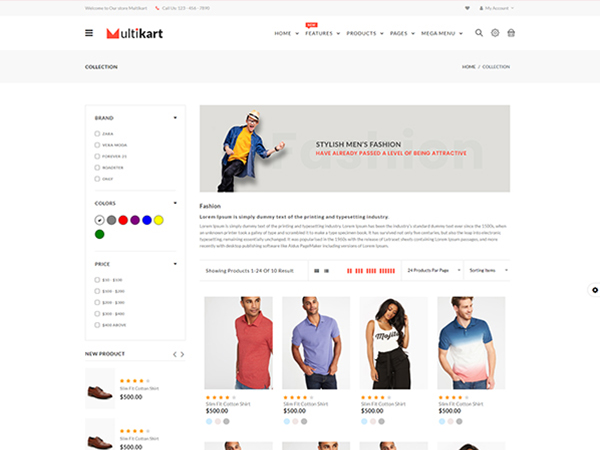 Welcome to Our store Multikart
Call Us: 123 - 456 - 7890
My Account
Multikart
HOME
NEW
FEATURES
PRODUCTS
PAGES
MEGA MENU
COLLECTION
HOME / COLLECTION
BRAND
ZARA
VERA-MODA
FOREVER-21
ROADSTER
ONLY
COLORS
PRICE
$10 - $100
$100 - $200
$200 - $300
$300 - $400
$400 ABOVE
NEW PRODUCT
Slim Fit Cotton Shirt
$500.00
Slim Fit Cotton Shirt
$500.00
Fashion
STYLISH MEN'S FASHION
HAVE ALREADY PASSED A LEVEL OF BEING ATTRACTIVE
Fashion
Lorem Ipsum is simply dummy text of the printing and typesetting industry.
Lorem Ipsum is simply dummy text of the printing and typesetting industry. Lorem Ipsum has been the industry's standard dummy text ever since the 1500s, when
an unknown printer took a galley of type and scrambled it to make a type specimen book. It has survived not only five centuries, but also the leap into electronic
typesetting, remaining essentially unchanged. It was popularised in the 1960s with the release of Letraset sheets containing Lorem Ipsum passages, and more
recently with desktop publishing software like Aldus PageMaker including versions of Lorem Ipsum.
Showing Products 1-24 Of 10 Result
24 Products Per Page
Sorting Items
Mojito
Slim Fit Cotton Shirt
$500.00
Slim Fit Cotton Shirt
$500.00
Slim Fit Cotton Shirt
$500.00
Slim Fit Cotton Shirt
$500.00